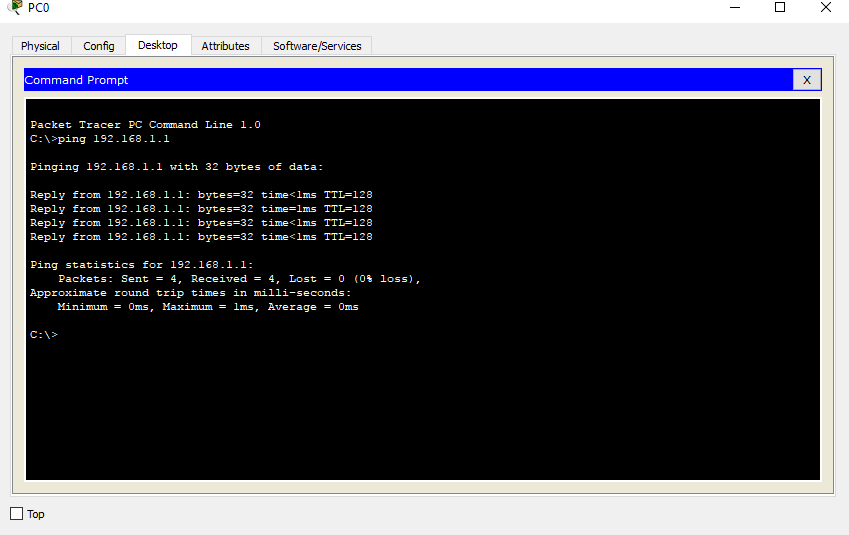 PC0
Physical Config Desktop Attributes Software/Services
Command Prompt X
Packet Tracer PC Command Line 1.0
C:\>ping 192.168.1.1
Pinging 192.168.1.1 with 32 bytes of data:
Reply from 192.168.1.1: bytes=32 time<1ms TTL=128
Reply from 192.168.1.1: bytes=32 time=1ms TTL=128
Reply from 192.168.1.1: bytes=32 time<1ms TTL=128
Reply from 192.168.1.1: bytes=32 time<1ms TTL=128
Ping statistics for 192.168.1.1:
Packets: Sent = 4, Received = 4, Lost = 0 (0% loss),
Approximate round trip times in milli-seconds:
Minimum = 0ms, Maximum = 1ms, Average = 0ms
C:\>
Top